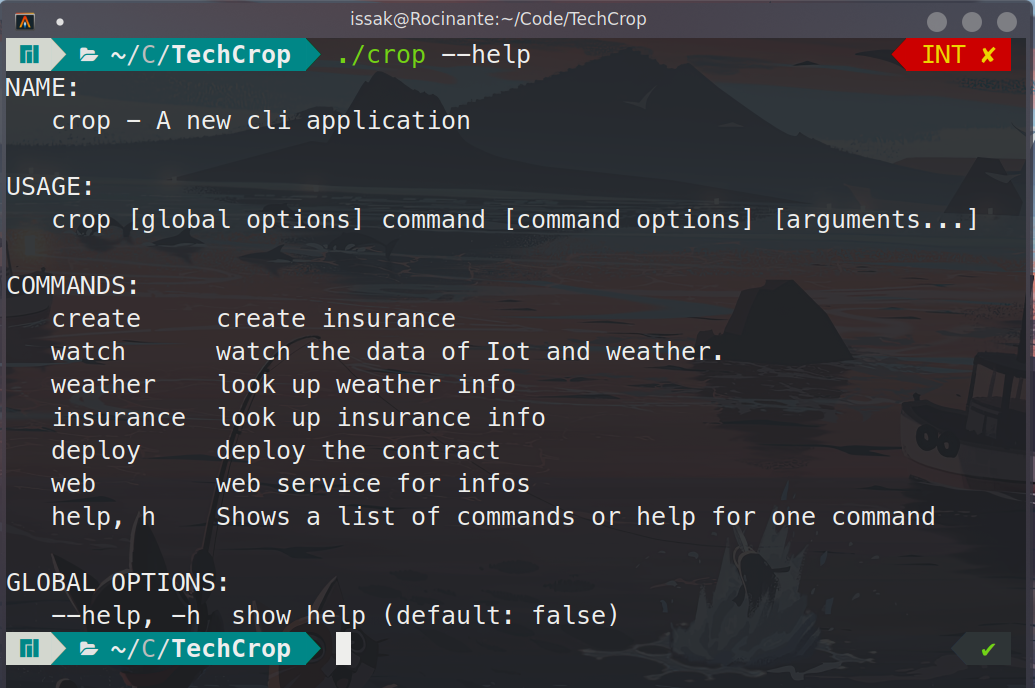 issak@Rocinante:~/Code/TechCrop
~/C/TechCrop ./crop --help INT ✘
NAME:
crop - A new cli application
USAGE:
crop [global options] command [command options] [arguments...]
COMMANDS:
create create insurance
watch watch the data of Iot and weather.
weather look up weather info
insurance look up insurance info
deploy deploy the contract
web web service for infos
help, h Shows a list of commands or help for one command
GLOBAL OPTIONS:
--help, -h show help (default: false)
~/C/TechCrop ✔